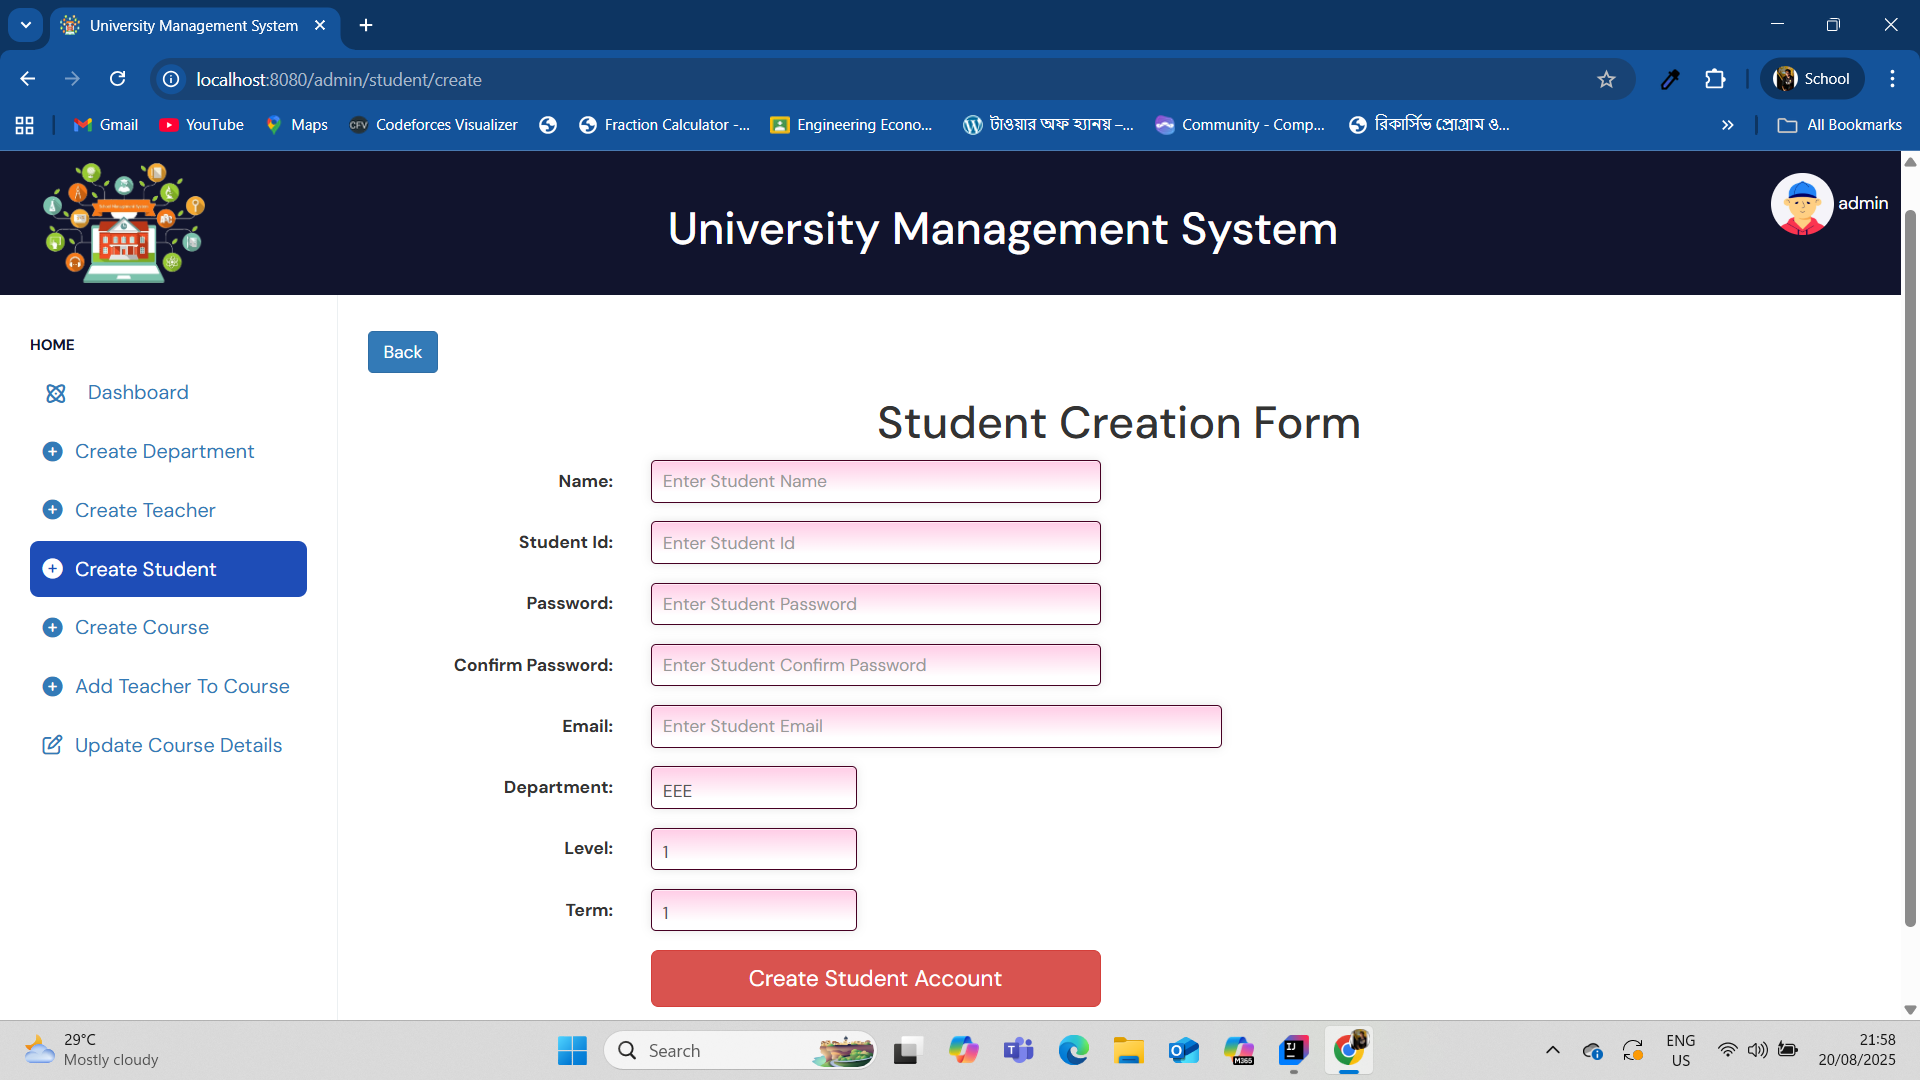 University Management System
localhost:8080/admin/student/create
School
Gmail
YouTube
Maps
CFV
Codeforces Visualizer
Fraction Calculator -...
Engineering Econo...
টাওয়ার অফ হ্যানয় –...
Community - Comp...
রিকার্সিভ প্রোগ্রাম ও...
All Bookmarks
University Management System
admin
HOME
Dashboard
Create Department
Create Teacher
Create Student
Create Course
Add Teacher To Course
Update Course Details
Back
Student Creation Form
Name:
Enter Student Name
Student Id:
Enter Student Id
Password:
Enter Student Password
Confirm Password:
Enter Student Confirm Password
Email:
Enter Student Email
Department:
EEE
Level:
1
Term:
1
Create Student Account
29°C
Mostly cloudy
Search
M365
ENG
US
21:58
20/08/2025